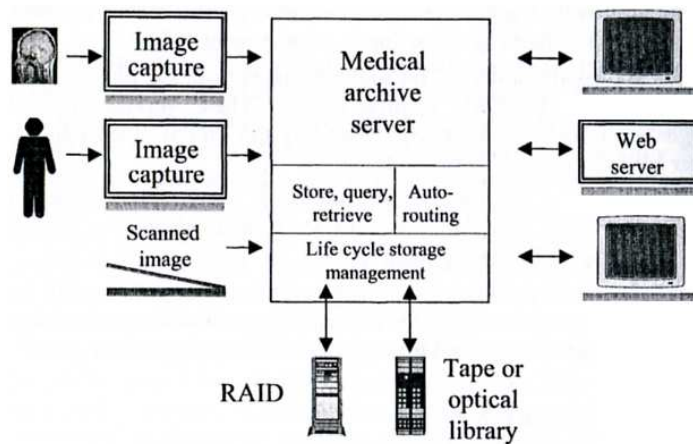 Image
capture
Image
capture
Scanned
image
Medical
archive
server
Store, query,
retrieve
Auto-
routing
Life cycle storage
management
Web
server
RAID
Tape or
optical
library